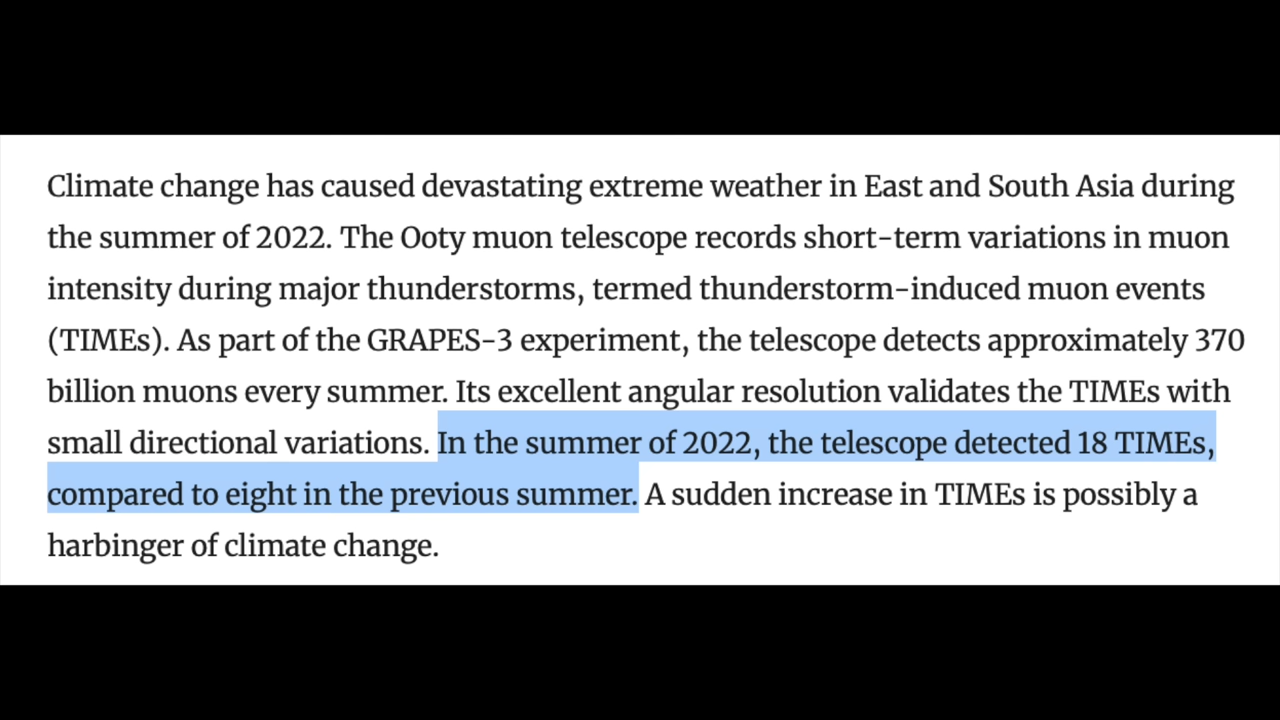 Climate change has caused devastating extreme weather in East and South Asia during
the summer of 2022. The Ooty muon telescope records short-term variations in muon
intensity during major thunderstorms, termed thunderstorm-induced muon events
(TIMEs). As part of the GRAPES-3 experiment, the telescope detects approximately 370
billion muons every summer. Its excellent angular resolution validates the TIMEs with
small directional variations. In the summer of 2022, the telescope detected 18 TIMEs,
compared to eight in the previous summer. A sudden increase in TIMEs is possibly a
harbinger of climate change.